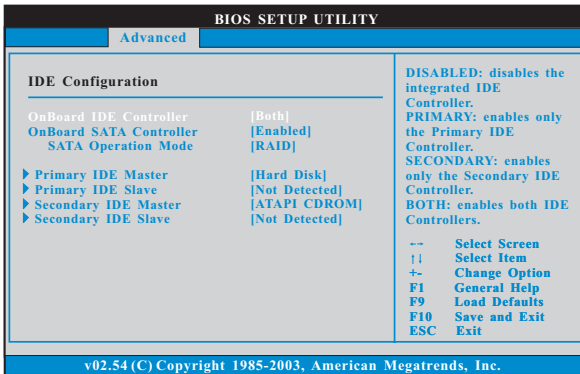 BIOS SETUP UTILITY
Advanced
IDE Configuration
OnBoard IDE Controller [Both]
OnBoard SATA Controller [Enabled]
SATA Operation Mode [RAID]
Primary IDE Master [Hard Disk]
Primary IDE Slave [Not Detected]
Secondary IDE Master [ATAPI CDROM]
Secondary IDE Slave [Not Detected]
DISABLED: disables the
integrated IDE
Controller.
PRIMARY: enables only
the Primary IDE
Controller.
SECONDARY: enables
only the Secondary IDE
Controller.
BOTH: enables both IDE
Controllers.
←→ Select Screen
↑↓ Select Item
+- Change Option
F1 General Help
F9 Load Defaults
F10 Save and Exit
ESC Exit
v02.54 (C) Copyright 1985-2003, American Megatrends, Inc.